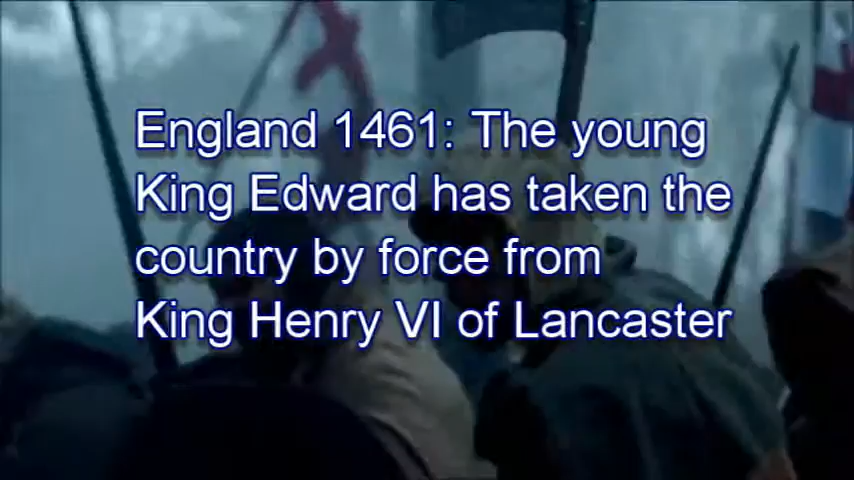 England 1461: The young
King Edward has taken the
country by force from
King Henry VI of Lancaster